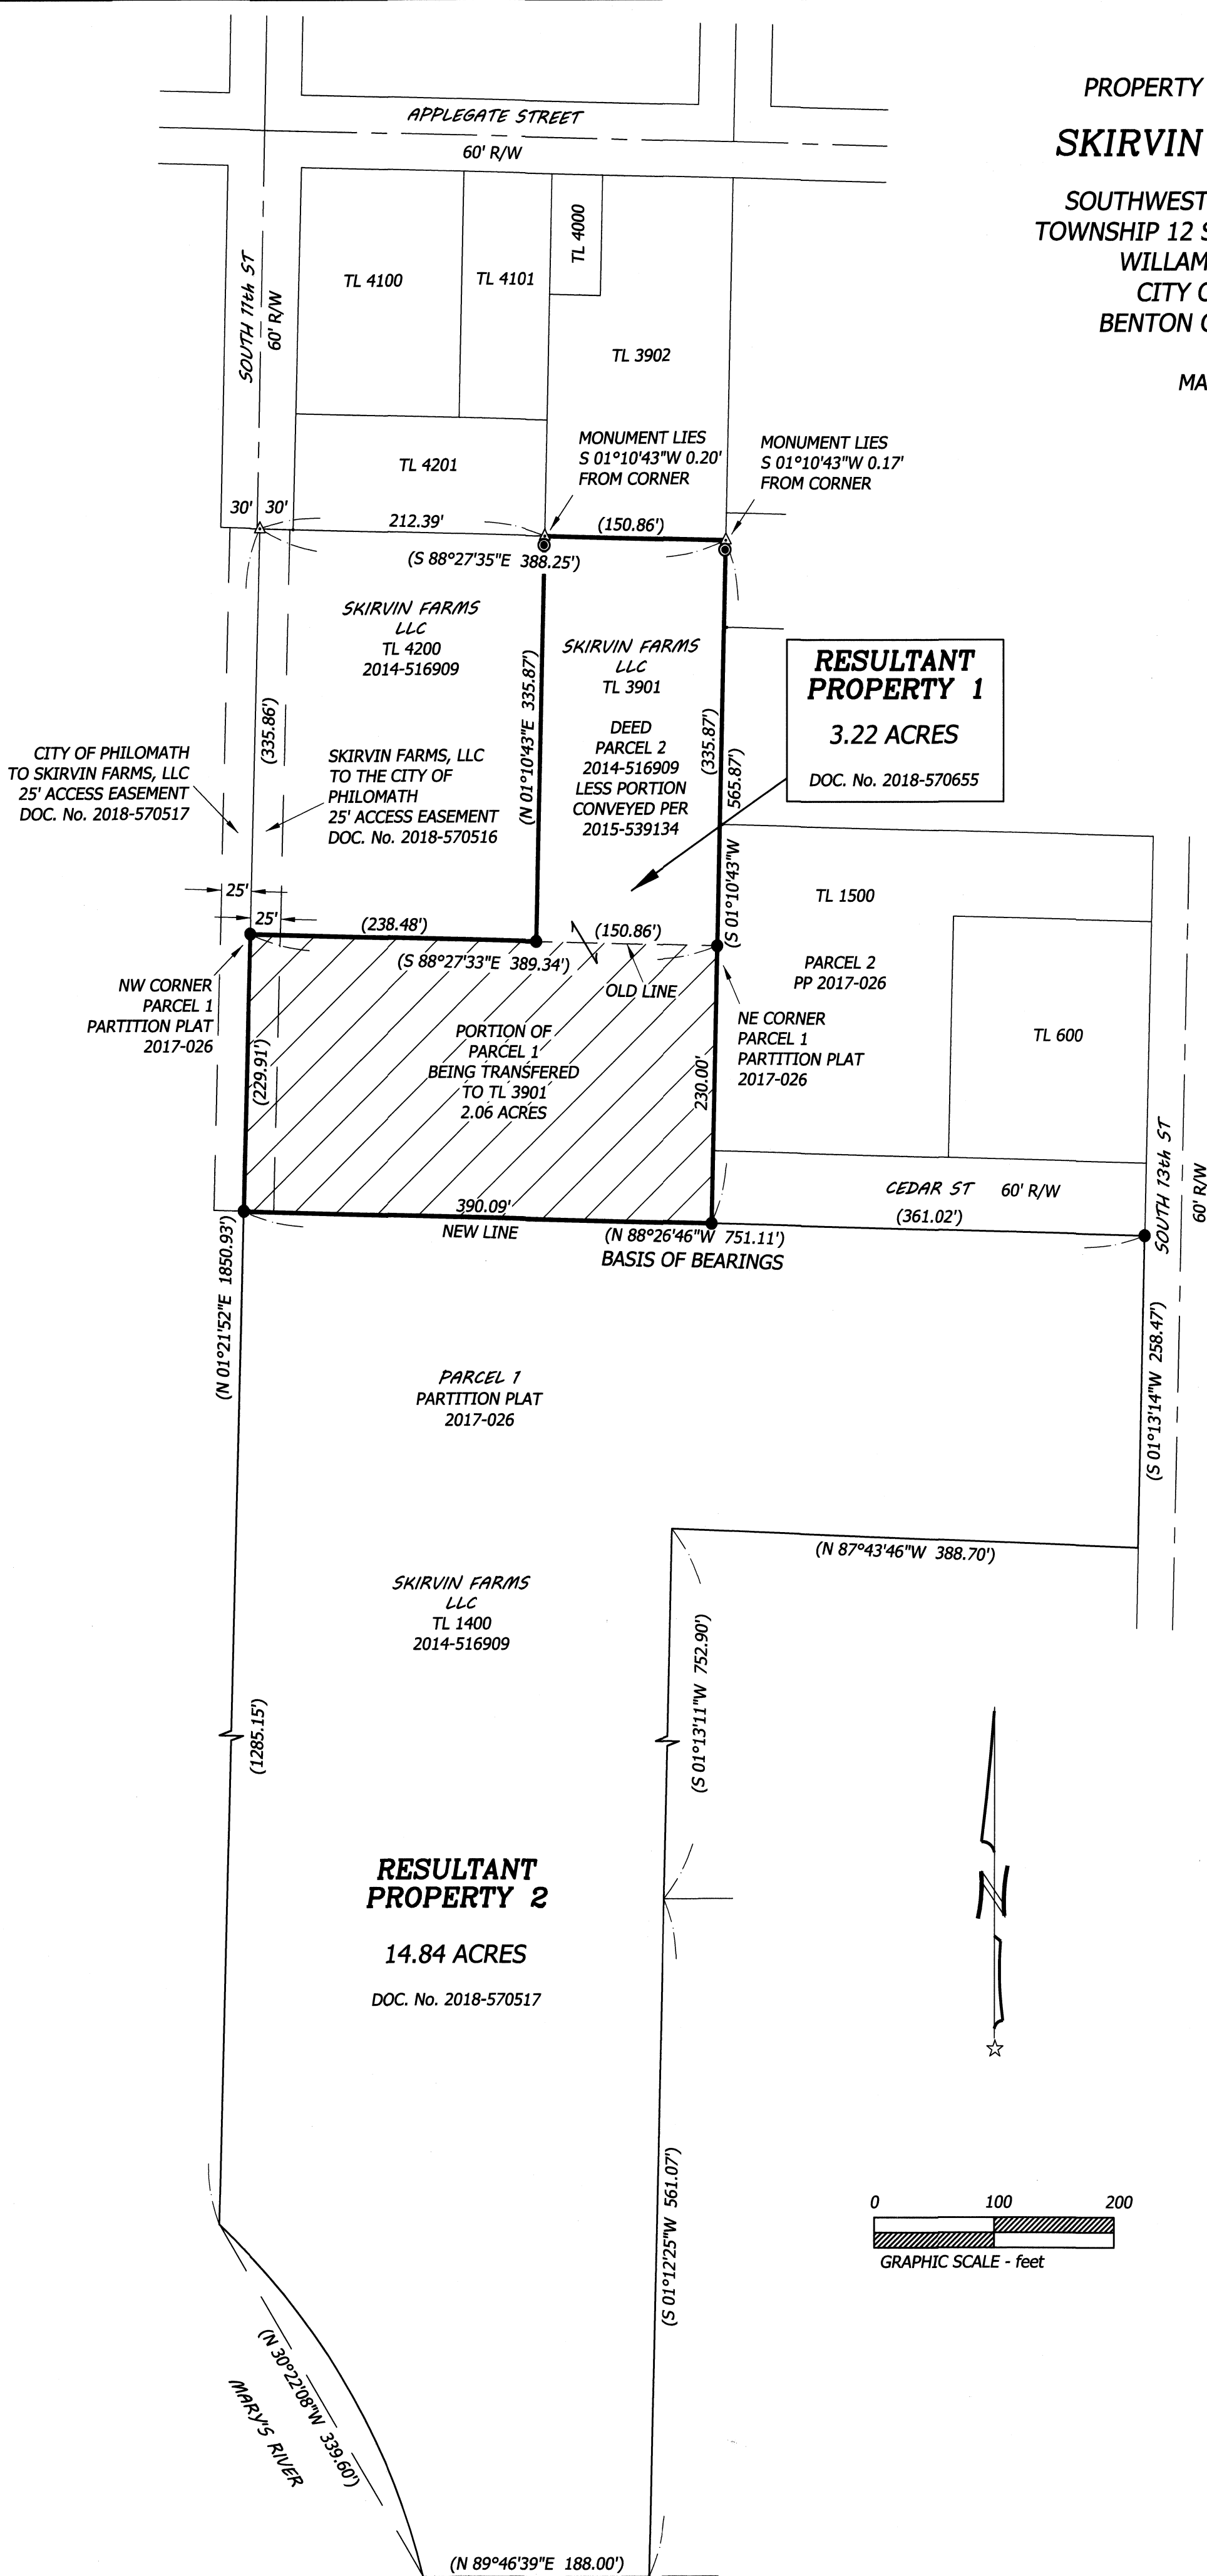 PROPERTY
SKIRVIN
SOUTHWEST
TOWNSHIP 12 S
WILLAM
CITY O
BENTON C
MA
APPLEGATE STREET
60' R/W
SOUTH 11th ST
60' R/W
TL 4100
TL 4101
TL 4000
TL 3902
TL 4201
MONUMENT LIES
S 01°10'43"W 0.20'
FROM CORNER
MONUMENT LIES
S 01°10'43"W 0.17'
FROM CORNER
30' 30'
212.39'
(150.86')
(S 88°27'35"E 388.25')
SKIRVIN FARMS
LLC
TL 4200
2014-516909
SKIRVIN FARMS
LLC
TL 3901
DEED
PARCEL 2
2014-516909
LESS PORTION
CONVEYED PER
2015-539134
(N 01°10'43"E 335.87')
(335.86')
(335.87')
(S 01°10'43"W 565.87')
RESULTANT
PROPERTY 1
3.22 ACRES
DOC. No. 2018-570655
CITY OF PHILOMATH
TO SKIRVIN FARMS, LLC
25' ACCESS EASEMENT
DOC. No. 2018-570517
SKIRVIN FARMS, LLC
TO THE CITY OF
PHILOMATH
25' ACCESS EASEMENT
DOC. No. 2018-570516
25'
25'
(238.48')
(150.86')
(S 88°27'33"E 389.34')
OLD LINE
NW CORNER
PARCEL 1
PARTITION PLAT
2017-026
NE CORNER
PARCEL 1
PARTITION PLAT
2017-026
TL 1500
PARCEL 2
PP 2017-026
TL 600
(229.91')
PORTION OF
PARCEL 1
BEING TRANSFERED
TO TL 3901
2.06 ACRES
230.00'
CEDAR ST 60' R/W
(361.02')
SOUTH 13th ST
60' R/W
390.09'
NEW LINE
(N 88°26'46"W 751.11')
BASIS OF BEARINGS
(N 01°21'52"E 1850.93')
(S 01°13'14"W 258.47')
PARCEL 1
PARTITION PLAT
2017-026
(N 87°43'46"W 388.70')
SKIRVIN FARMS
LLC
TL 1400
2014-516909
(S 01°13'11"W 752.90')
(1285.15')
RESULTANT
PROPERTY 2
14.84 ACRES
DOC. No. 2018-570517
N
(S 01°12'25"W 561.07')
0 100 200
GRAPHIC SCALE - feet
(N 30°22'08"W 339.60')
MARY'S RIVER
(N 89°46'39"E 188.00')